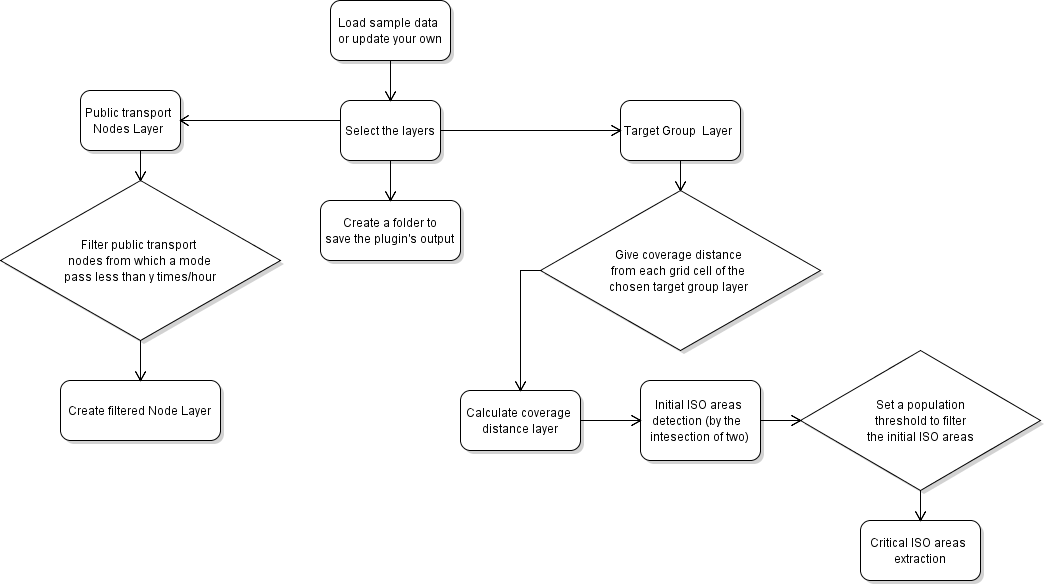 Load sample data
or update your own
Public transport
Nodes Layer
Select the layers
Target Group Layer
Create a folder to
save the plugin's output
Filter public transport
nodes from which a mode
pass less than y times/hour
Give coverage distance
from each grid cell of the
chosen target group layer
Create filtered Node Layer
Calculate coverage
distance layer
Initial ISO areas
detection (by the
intesection of two)
Set a population
threshold to filter
the initial ISO areas
Critical ISO areas
extraction